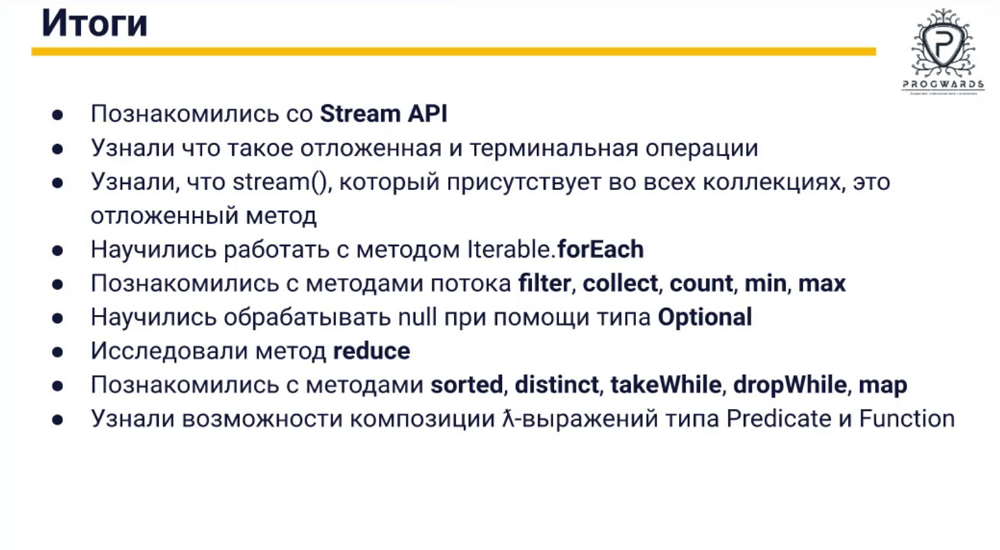 Итоги
PROGWARDS
● Познакомились со Stream API
● Узнали что такое отложенная и терминальная операции
● Узнали, что stream(), который присутствует во всех коллекциях, это
отложенный метод
● Научились работать с методом Iterable.forEach
● Познакомились с методами потока filter, collect, count, min, max
● Научились обрабатывать null при помощи типа Optional
● Исследовали метод reduce
● Познакомились с методами sorted, distinct, takeWhile, dropWhile, map
● Узнали возможности композиции ƛ-выражений типа Predicate и Function